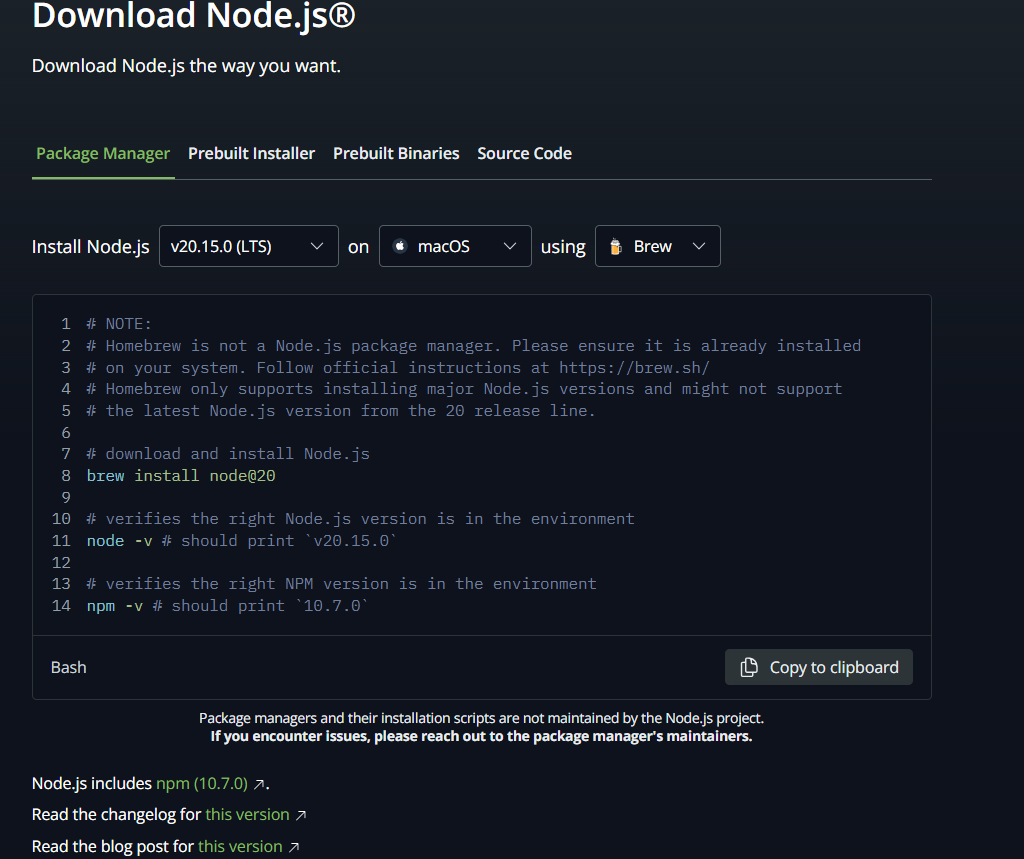 Download Node.js®
Download Node.js the way you want.
Package Manager Prebuilt Installer Prebuilt Binaries Source Code
Install Node.js v20.15.0 (LTS) on macOS using Brew
1 # NOTE:
2 # Homebrew is not a Node.js package manager. Please ensure it is already installed
3 # on your system. Follow official instructions at https://brew.sh/
4 # Homebrew only supports installing major Node.js versions and might not support
5 # the latest Node.js version from the 20 release line.
6
7 # download and install Node.js
8 brew install node@20
9
10 # verifies the right Node.js version is in the environment
11 node -v # should print `v20.15.0`
12
13 # verifies the right NPM version is in the environment
14 npm -v # should print `10.7.0`
Bash Copy to clipboard
Package managers and their installation scripts are not maintained by the Node.js project.
If you encounter issues, please reach out to the package manager's maintainers.
Node.js includes npm (10.7.0) ↗.
Read the changelog for this version ↗
Read the blog post for this version ↗